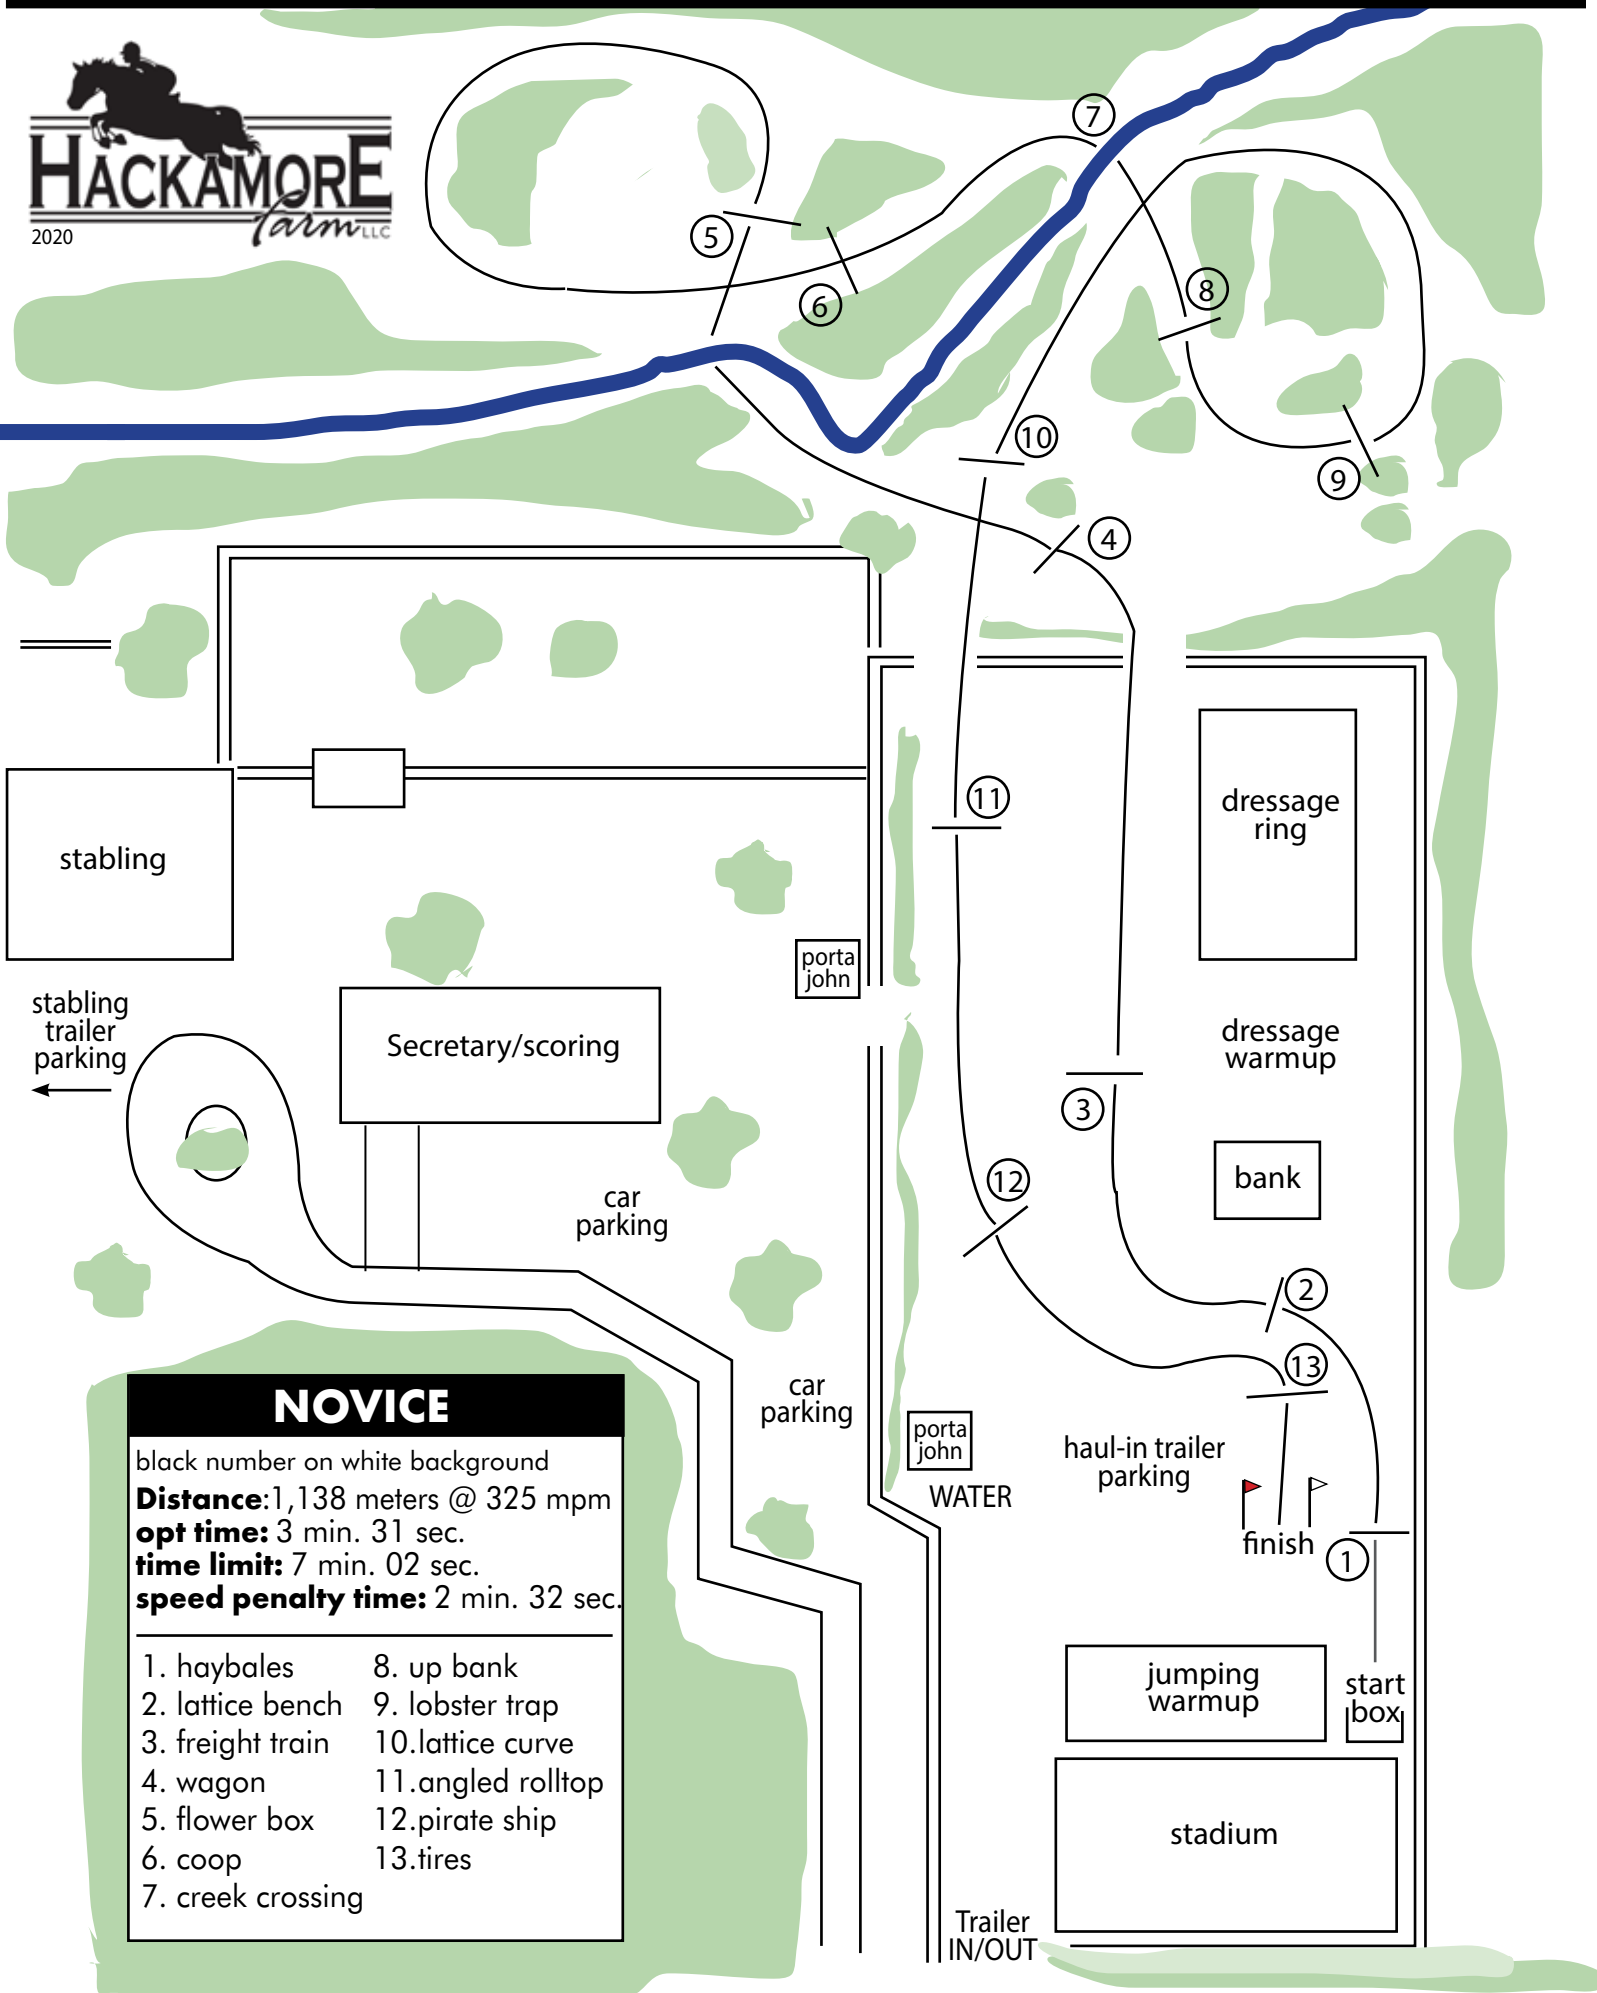 HACKAMORE
farm LLC
2020
7
5
8
6
10
9
4
11
dressage
ring
stabling
porta
john
stabling
trailer
parking
Secretary/scoring
dressage
warmup
3
bank
12
car
parking
2
13
car
parking
porta
john
haul-in trailer
parking
WATER
finish
1
NOVICE
black number on white background
Distance:1,138 meters @ 325 mpm
opt time: 3 min. 31 sec.
time limit: 7 min. 02 sec.
speed penalty time: 2 min. 32 sec.
1. haybales
2. lattice bench
3. freight train
4. wagon
5. flower box
6. coop
7. creek crossing
8. up bank
9. lobster trap
10.lattice curve
11.angled rolltop
12.pirate ship
13.tires
jumping
warmup
start
box
stadium
Trailer
IN/OUT